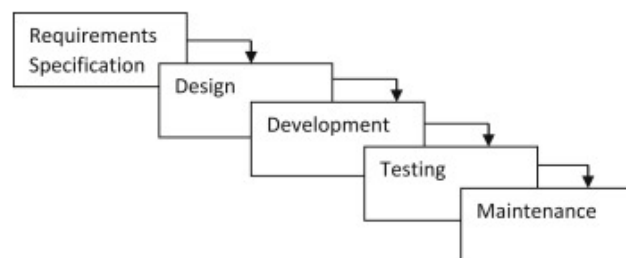 Requirements
Specification
Design
Development
Testing
Maintenance